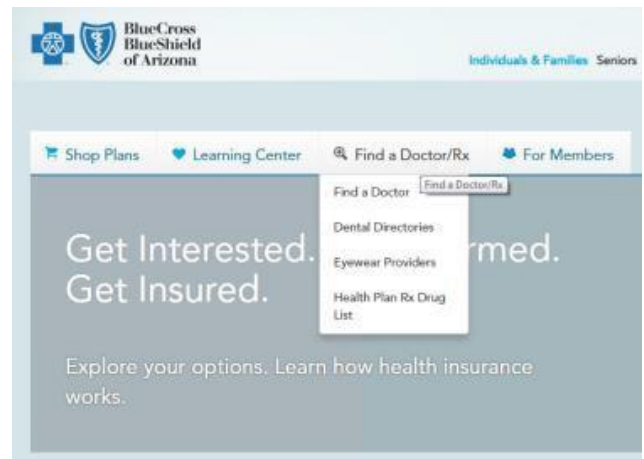 BlueCross
BlueShield
of Arizona
Individuals & Families Seniors
Shop Plans
Learning Center
Find a Doctor/Rx
For Members
Find a Doctor/Rx
Find a Doctor
Dental Directories
Eyewear Providers
Health Plan Rx Drug
List
Get Interested. rmed.
Get Insured.
Explore your options. Learn how health insurance
works.